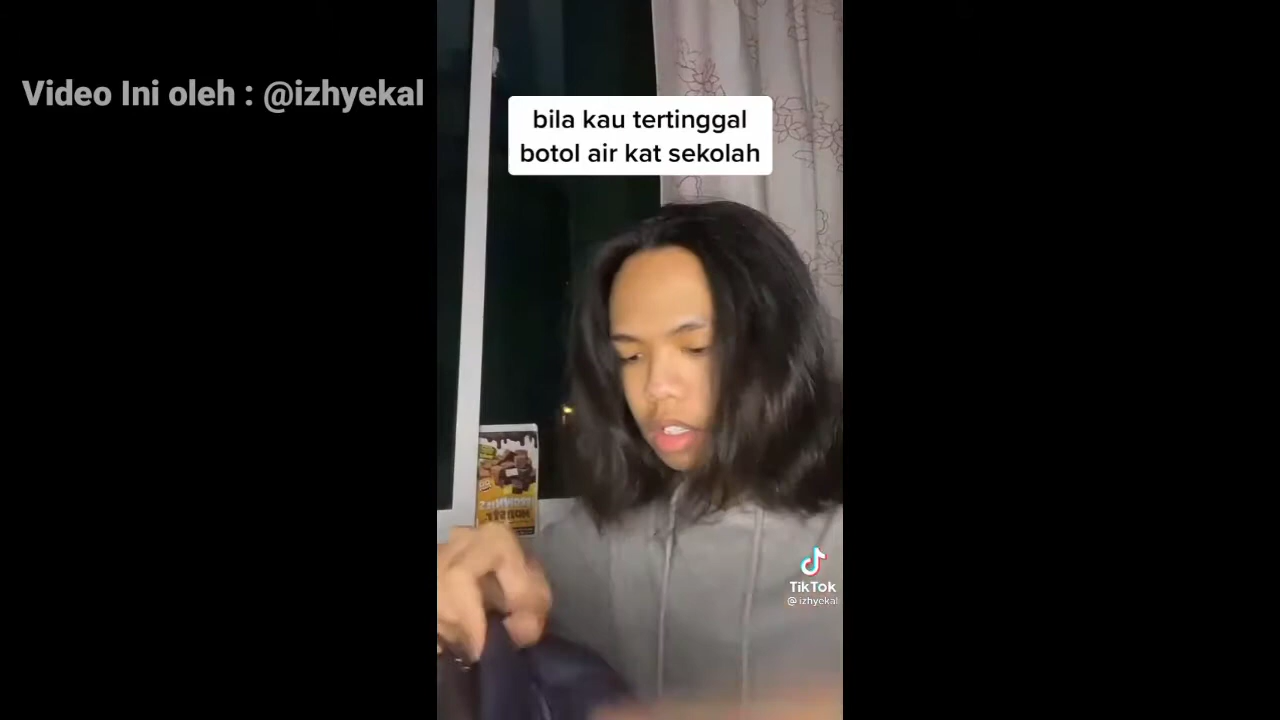 Video Ini oleh : @izhyekal
bila kau tertinggal
botol air kat sekolah
TikTok
@izhyekal